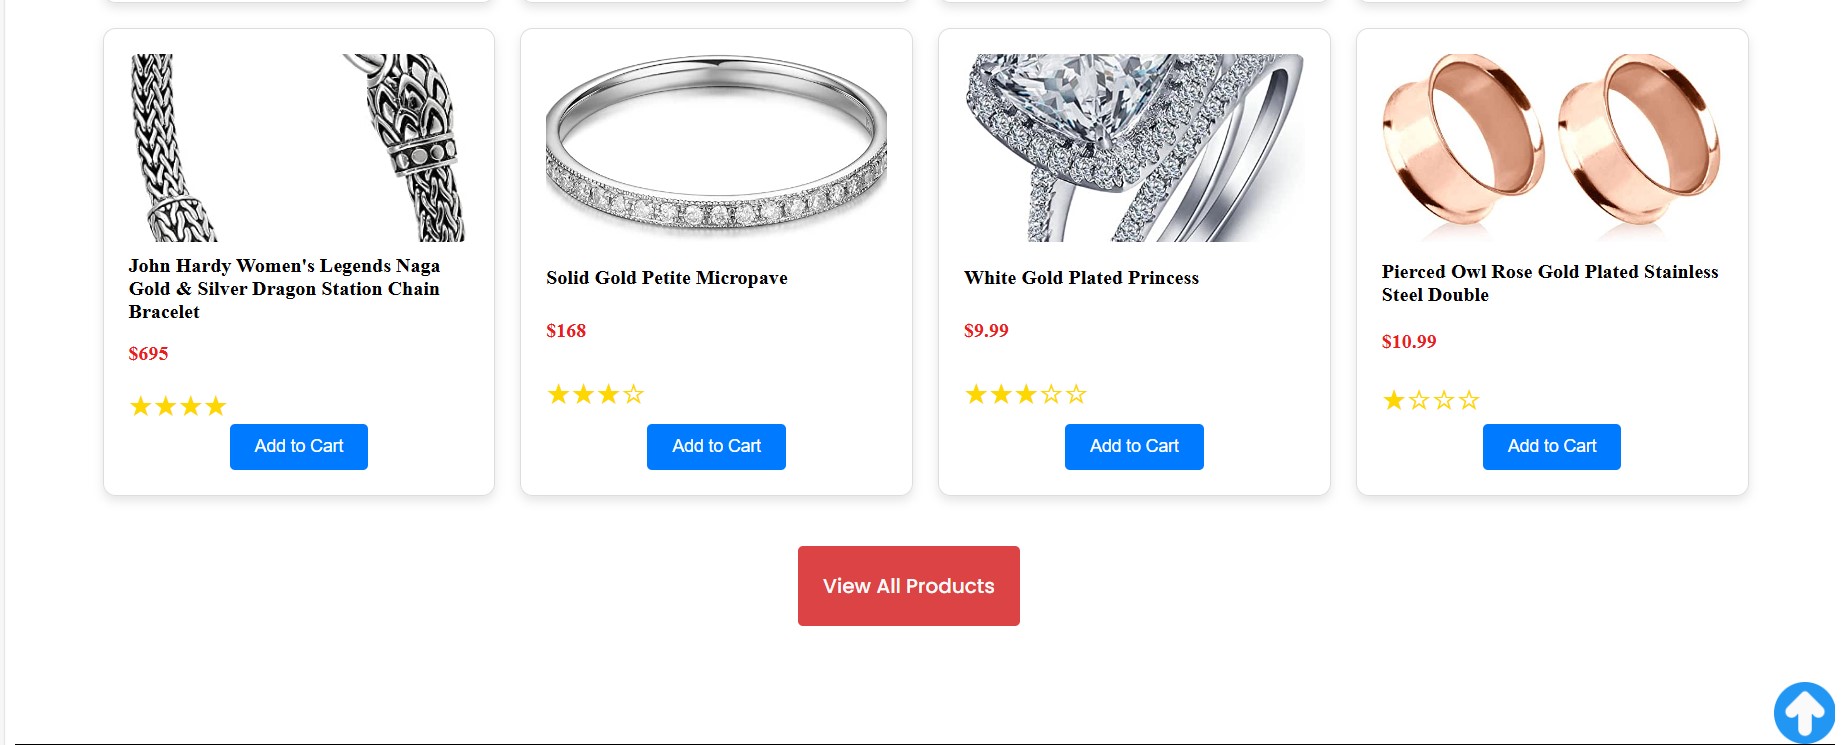 John Hardy Women's Legends Naga
Gold & Silver Dragon Station Chain
Bracelet
$695
★★★★
Add to Cart
Solid Gold Petite Micropave
$168
★★★☆
Add to Cart
White Gold Plated Princess
$9.99
★★★☆☆
Add to Cart
Pierced Owl Rose Gold Plated Stainless
Steel Double
$10.99
★☆☆☆
Add to Cart
View All Products